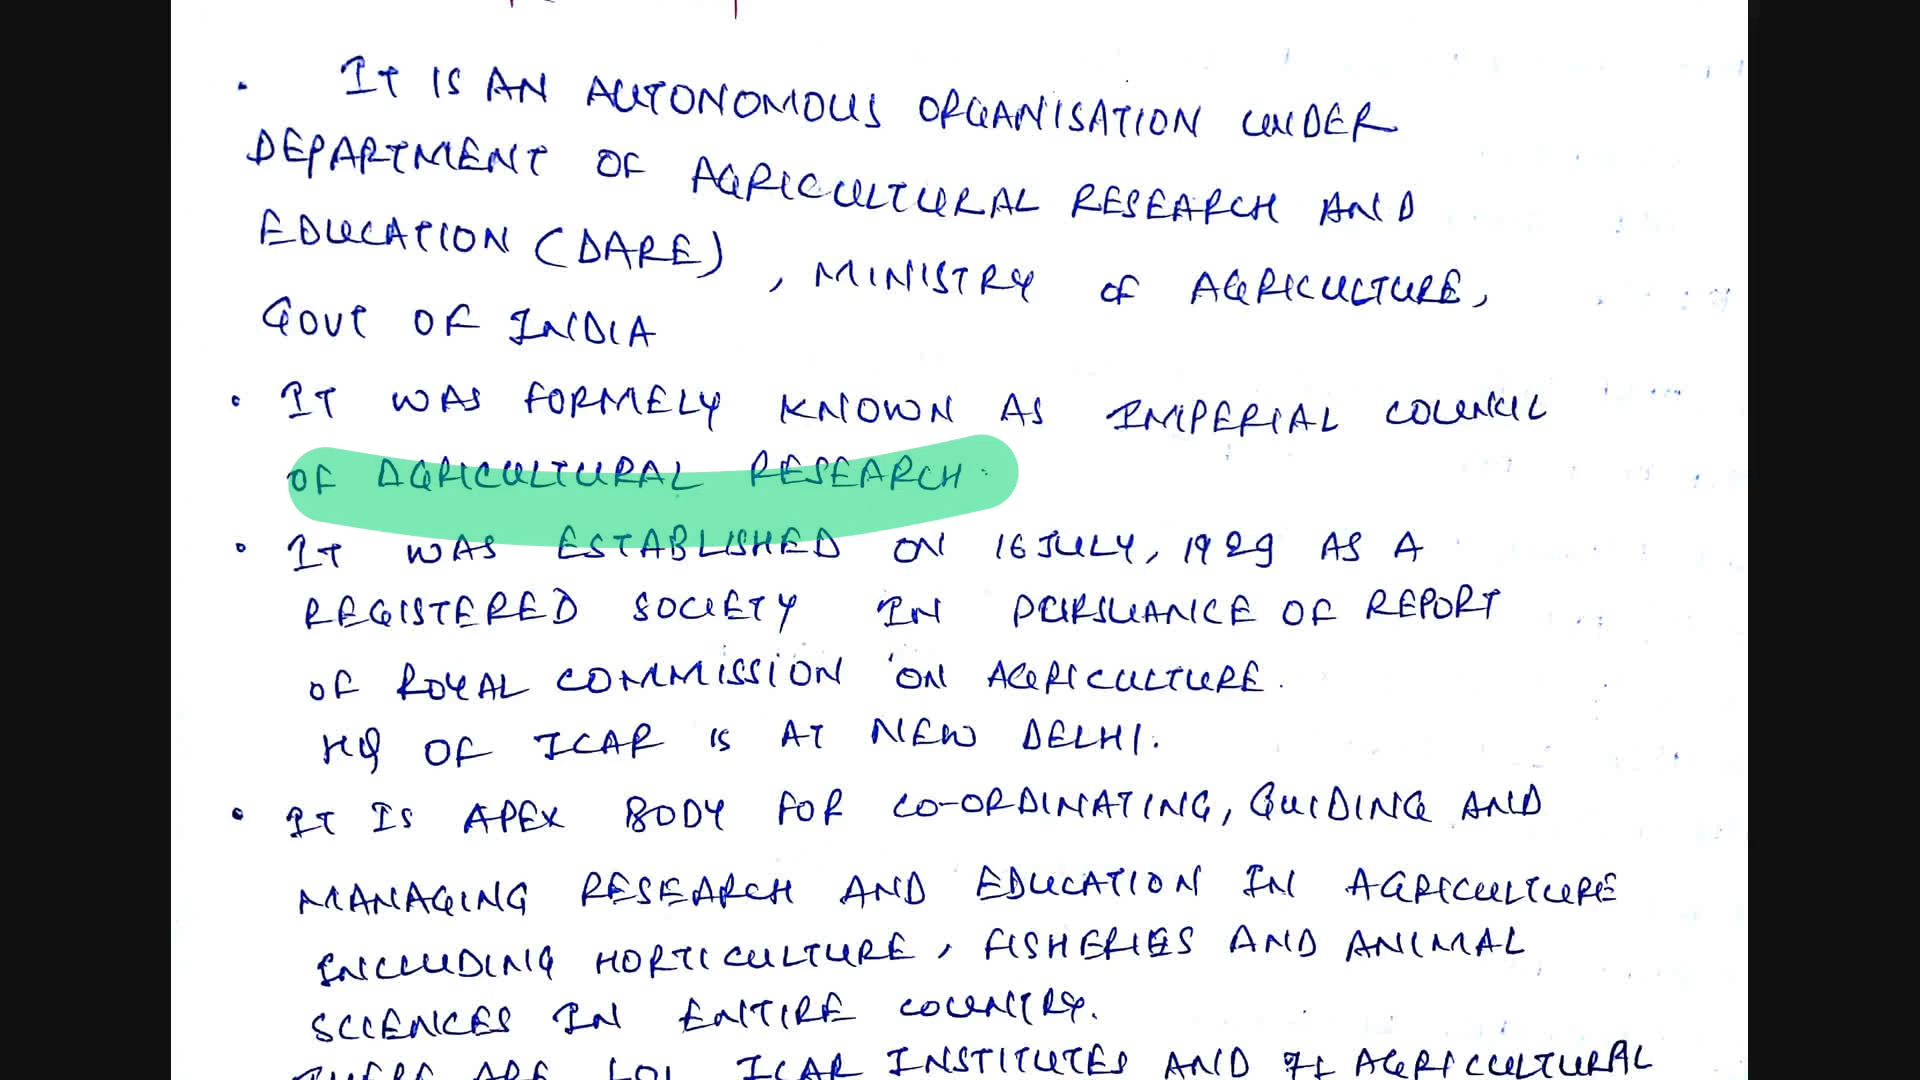 • IT IS AN AUTONOMOUS ORGANISATION UNDER
DEPARTMENT OF AGRICULTURAL RESEARCH AND
EDUCATION (DARE), MINISTRY OF AGRICULTURE,
GOVT OF INDIA
• IT WAS FORMELY KNOWN AS IMPERIAL COUNCIL
OF AGRICULTURAL RESEARCH.
• IT WAS ESTABLISHED ON 16 JULY, 1929 AS A
REGISTERED SOCIETY IN PURSUANCE OF REPORT
OF ROYAL COMMISSION ON AGRICULTURE.
HQ OF ICAR IS AT NEW DELHI.
• IT IS APEX BODY FOR CO-ORDINATING, GUIDING AND
MANAGING RESEARCH AND EDUCATION IN AGRICULTURE
INCLUDING HORTICULTURE, FISHERIES AND ANIMAL
SCIENCES IN ENTIRE COUNTRY.
THERE ARE 101 ICAR INSTITUTES AND 71 AGRICULTURAL